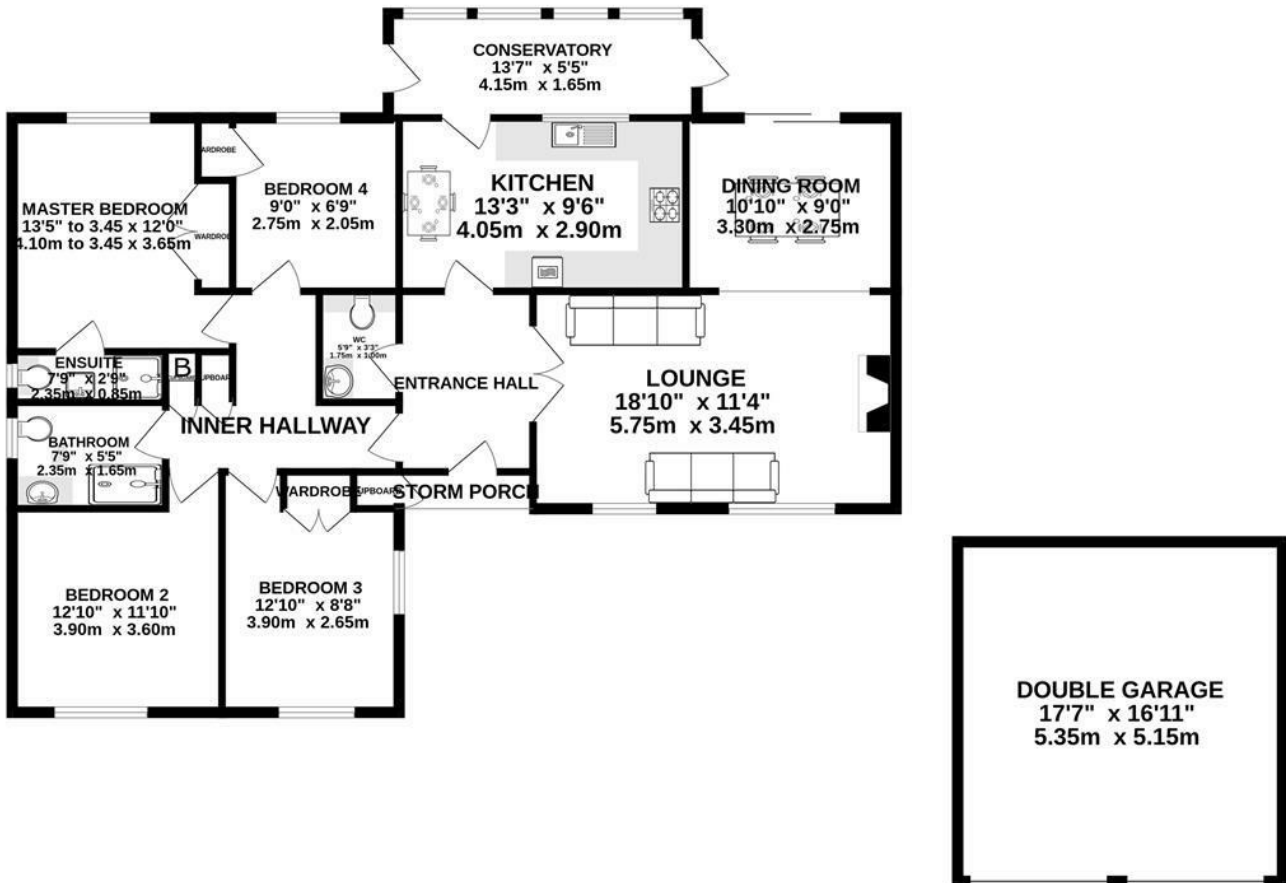 CONSERVATORY
13'7" x 5'5"
4.15m x 1.65m
ARDROBE
BEDROOM 4
9'0" x 6'9"
2.75m x 2.05m
KITCHEN
13'3" x 9'6"
4.05m x 2.90m
DINING ROOM
10'10" x 9'0"
3.30m x 2.75m
MASTER BEDROOM
13'5" to 3.45 x 12'0"
4.10m to 3.45 x 3.65m
WARDROBE
WC
5'9" x 3'3"
1.75m x 1.00m
ENTRANCE HALL
LOUNGE
18'10" x 11'4"
5.75m x 3.45m
ENSUITE
7'9" x 2'9"
2.35m x 0.85m
B
UPBOAR
INNER HALLWAY
BATHROOM
7'9" x 5'5"
2.35m x 1.65m
WARDROBE
UPBOAR
STORM PORCH
BEDROOM 2
12'10" x 11'10"
3.90m x 3.60m
BEDROOM 3
12'10" x 8'8"
3.90m x 2.65m
DOUBLE GARAGE
17'7" x 16'11"
5.35m x 5.15m